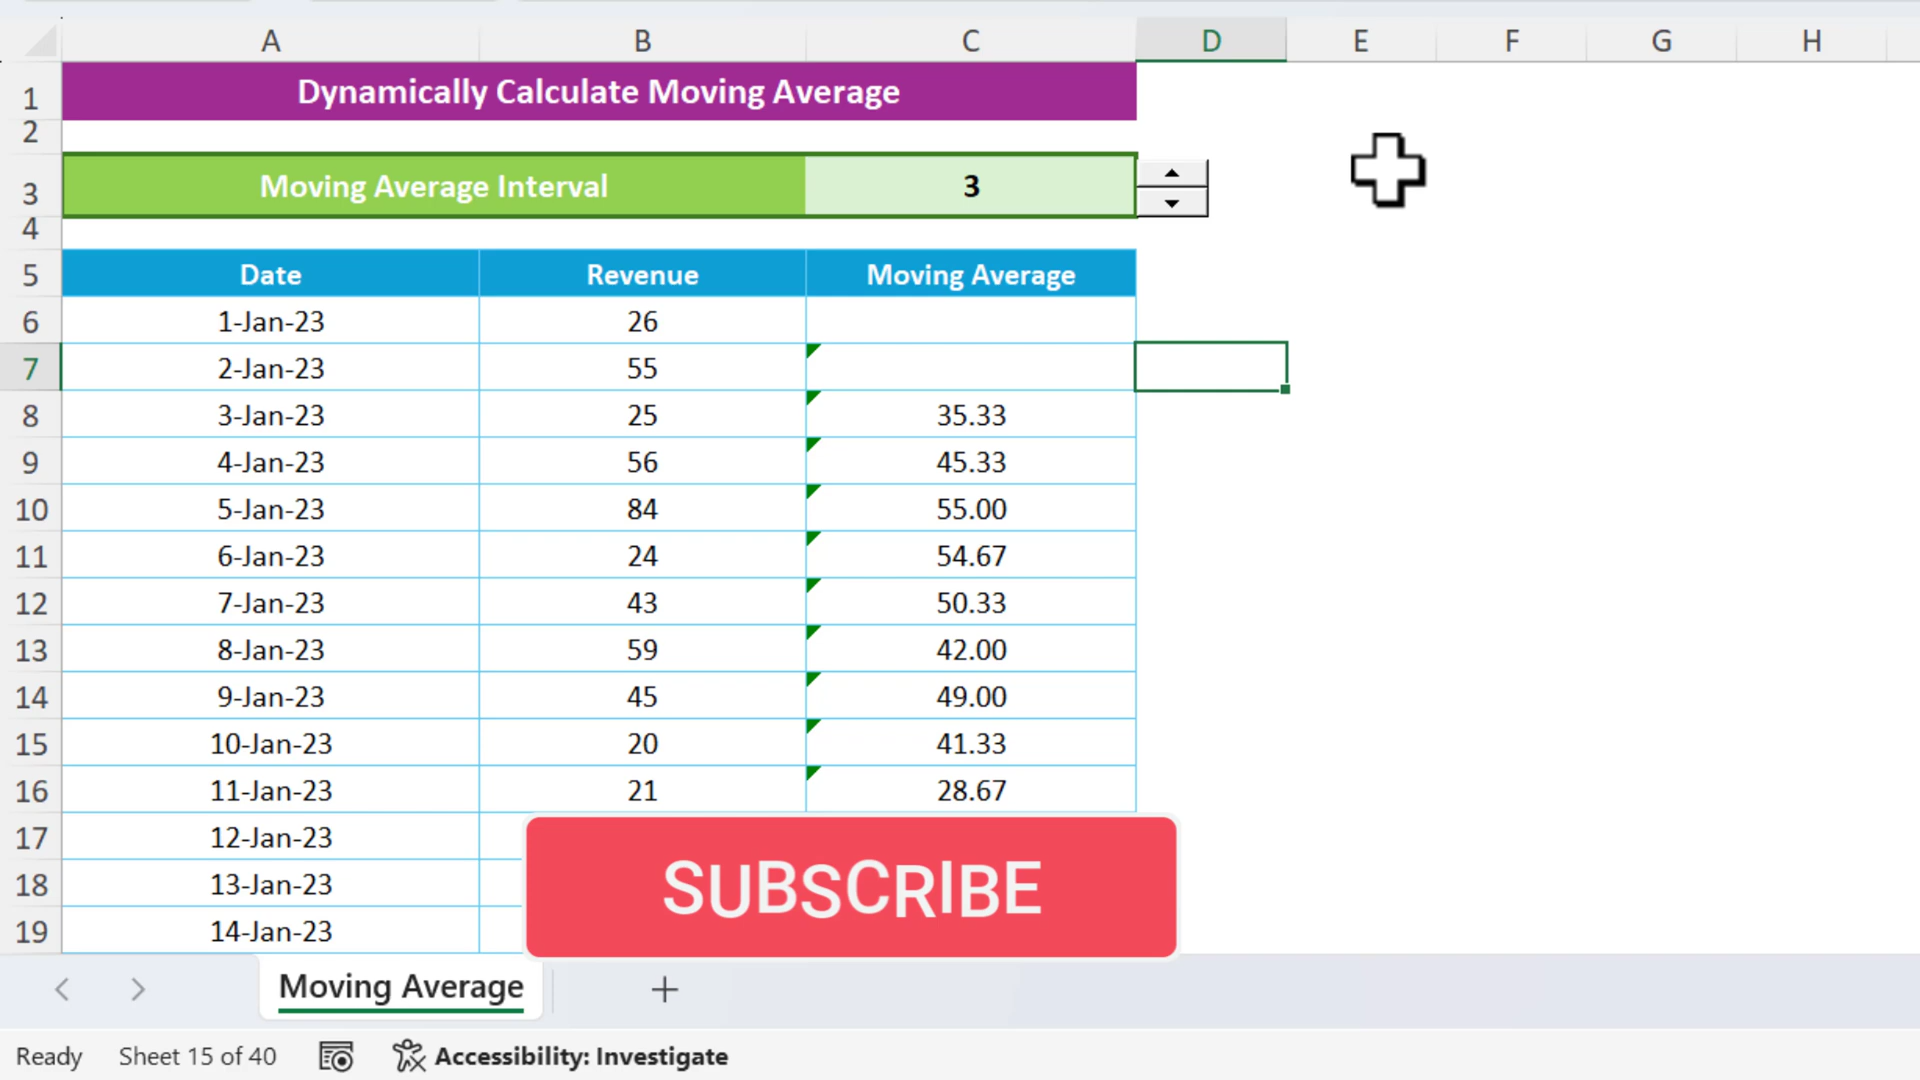 A B C D E F G H
1 Dynamically Calculate Moving Average
2
3 Moving Average Interval 3
4
5 Date Revenue Moving Average
6 1-Jan-23 26
7 2-Jan-23 55
8 3-Jan-23 25 35.33
9 4-Jan-23 56 45.33
10 5-Jan-23 84 55.00
11 6-Jan-23 24 54.67
12 7-Jan-23 43 50.33
13 8-Jan-23 59 42.00
14 9-Jan-23 45 49.00
15 10-Jan-23 20 41.33
16 11-Jan-23 21 28.67
17 12-Jan-23
18 13-Jan-23
19 14-Jan-23
SUBSCRIBE
Moving Average
Ready Sheet 15 of 40 Accessibility: Investigate